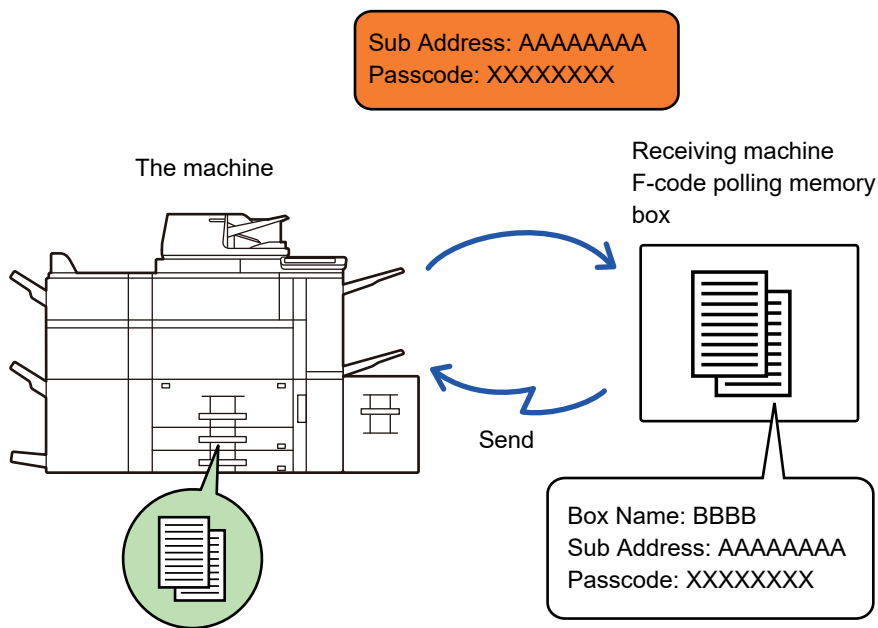 Sub Address: AAAAAAAA
Passcode: XXXXXXXX
The machine
Receiving machine
F-code polling memory
box
Send
Box Name: BBBB
Sub Address: AAAAAAAA
Passcode: XXXXXXXX